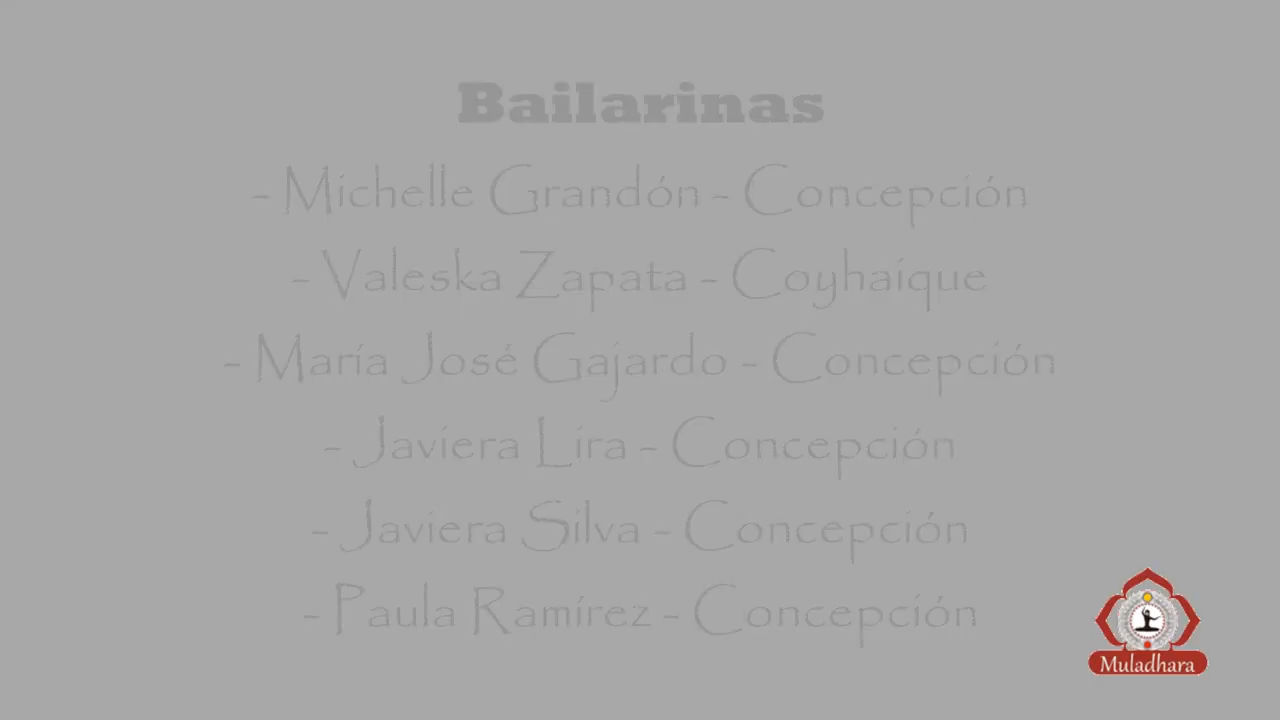 Bailarinas
- Michelle Grandón - Concepción
- Valeska Zapata - Coyhaíque
- María José Gajardo - Concepción
- Javiera Lira - Concepción
- Javiera Silva - Concepción
- Paula Ramírez - Concepción
Muladhara